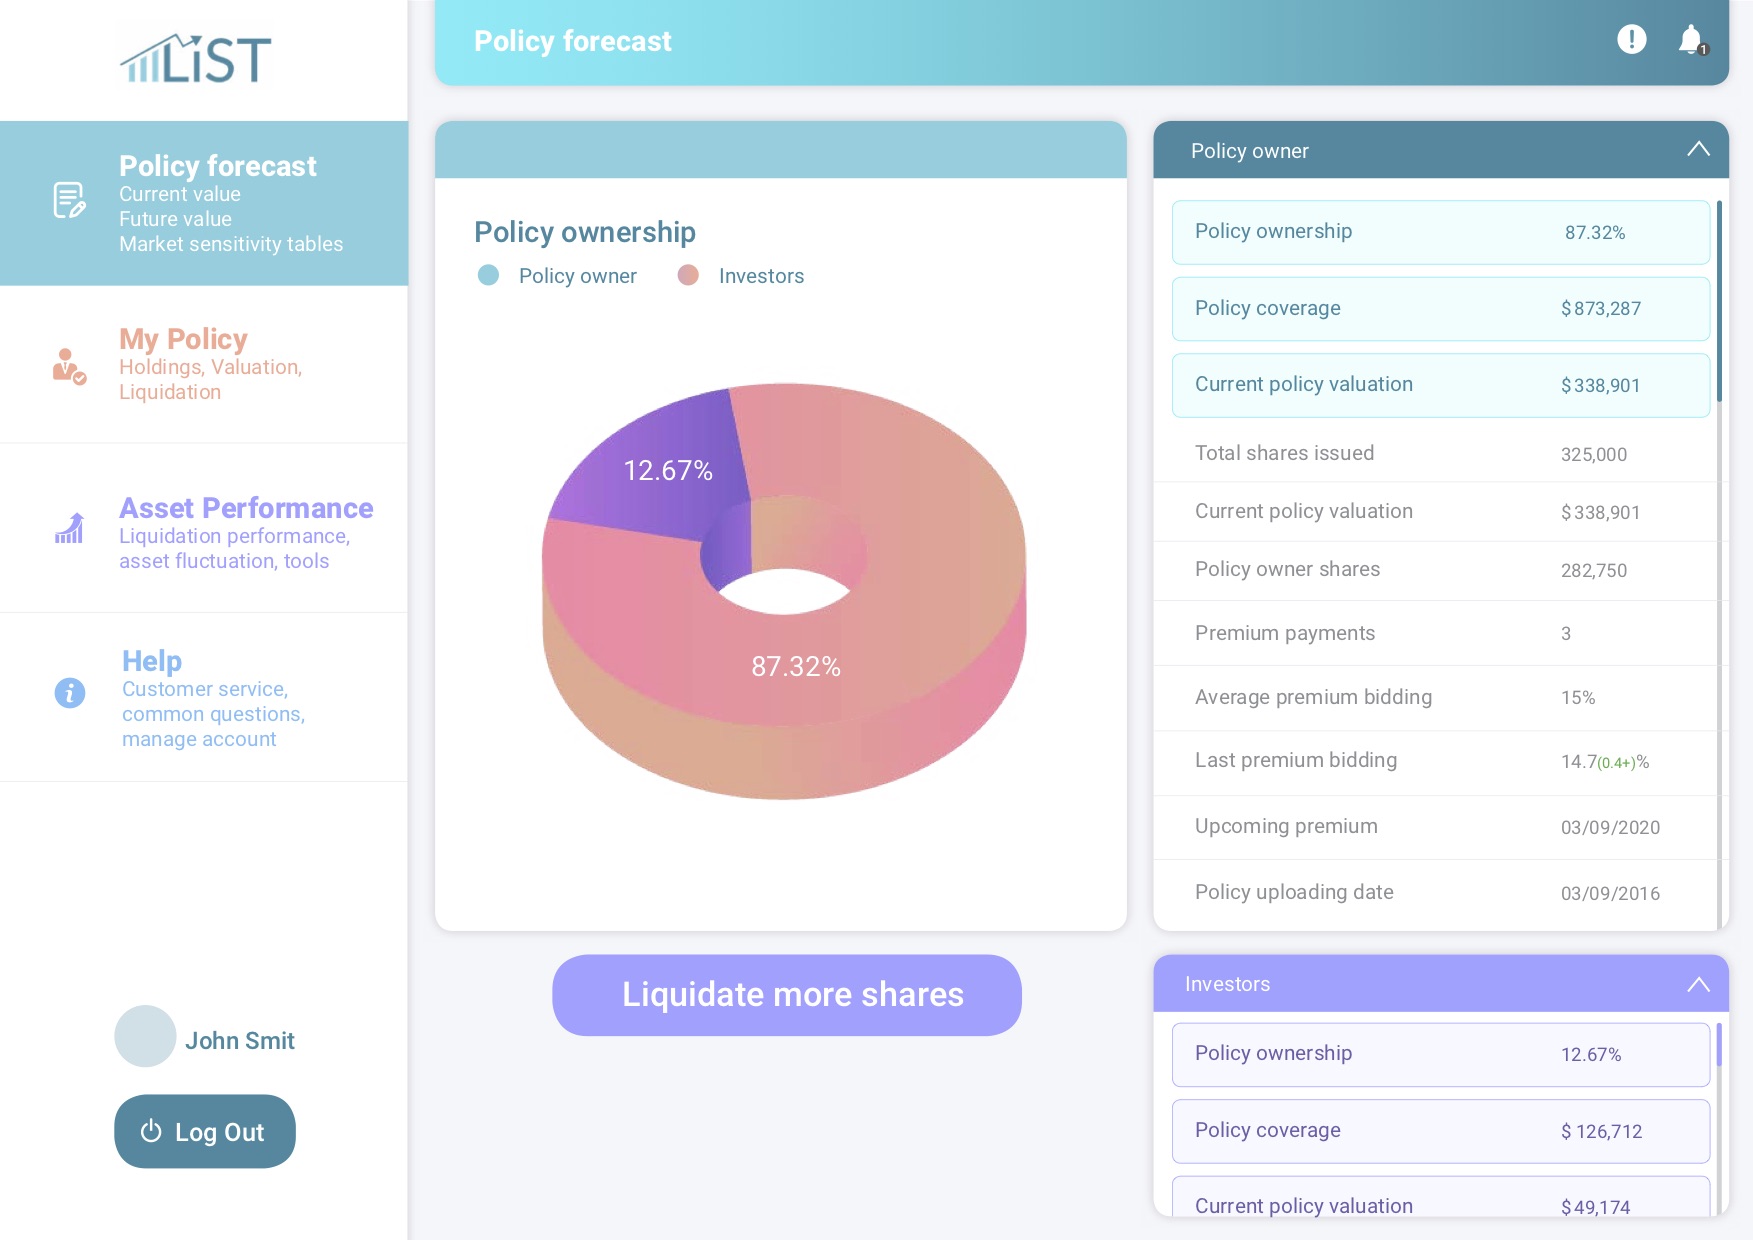 LiST
Policy forecast
Current value
Future value
Market sensitivity tables
My Policy
Holdings, Valuation,
Liquidation
Asset Performance
Liquidation performance,
asset fluctuation, tools
Help
Customer service,
common questions,
manage account
John Smit
Log Out
Policy forecast
1
Policy ownership
Policy owner
Investors
12.67%
87.32%
Liquidate more shares
Policy owner
Policy ownership 87.32%
Policy coverage $873,287
Current policy valuation $338,901
Total shares issued 325,000
Current policy valuation $338,901
Policy owner shares 282,750
Premium payments 3
Average premium bidding 15%
Last premium bidding 14.7(0.4+)%
Upcoming premium 03/09/2020
Policy uploading date 03/09/2016
Investors
Policy ownership 12.67%
Policy coverage $ 126,712
Current policy valuation $49,174